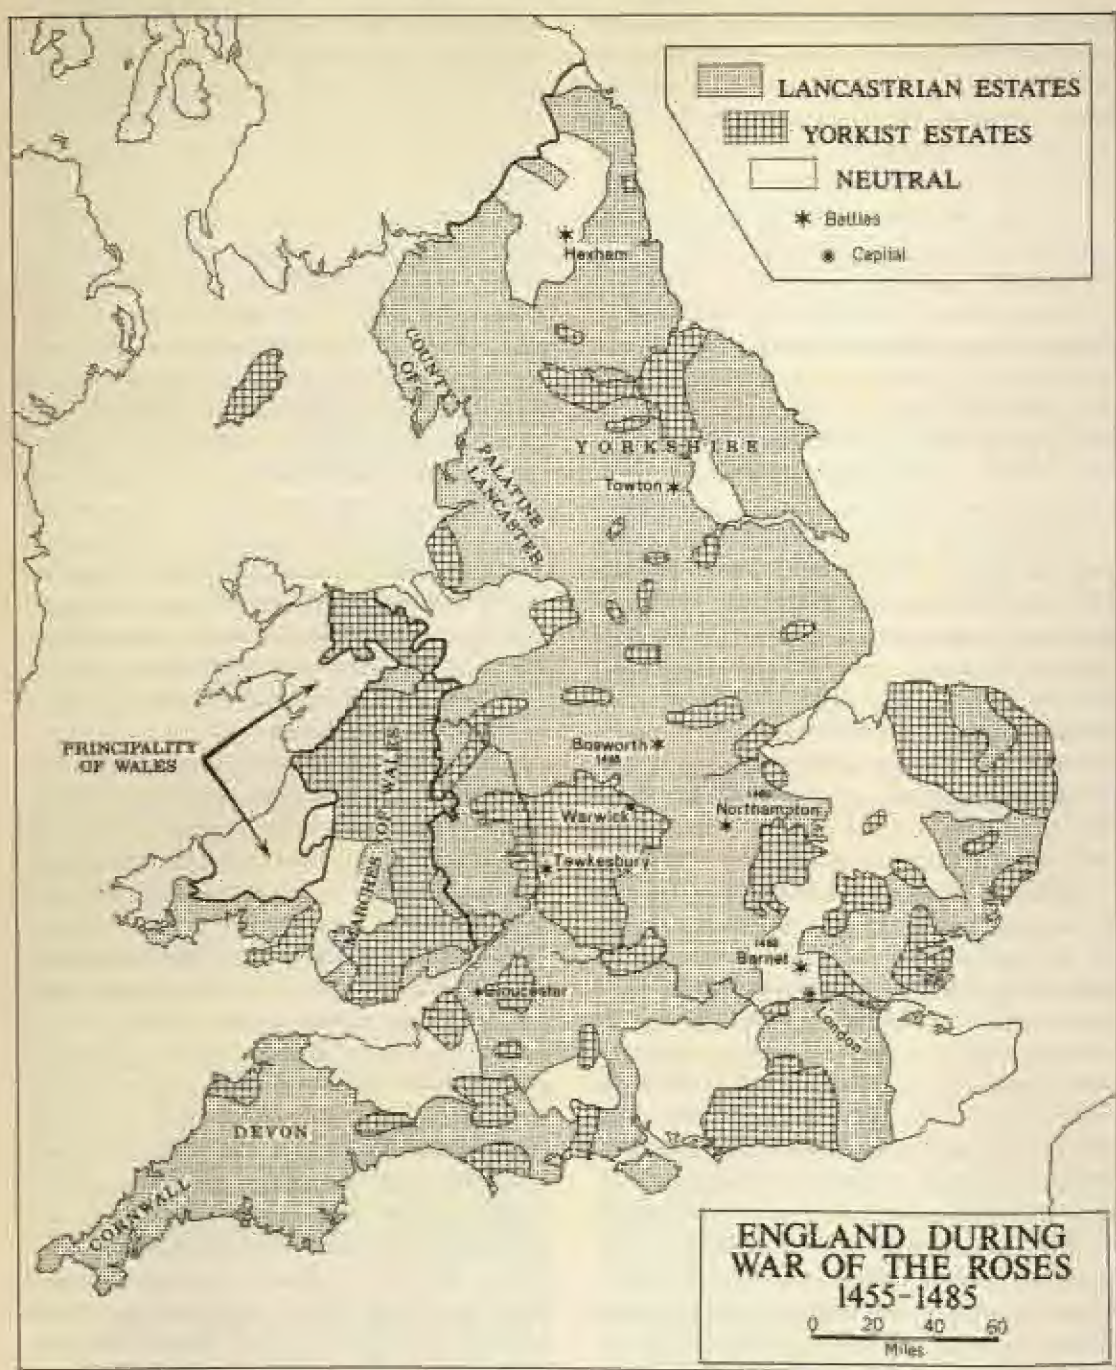 LANCASTRIAN ESTATES
YORKIST ESTATES
NEUTRAL
Battles
Capital
Hexham
COUNTY
OF
PALATINE
LANCASTER
YORKSHIRE
Towton
PRINCIPALITY
OF WALES
MARCHES OF WALES
Bosworth
Warwick
Northampton
Tewkesbury
Barnet
Gloucester
London
DEVON
CORNWALL
ENGLAND DURING
WAR OF THE ROSES
1455-1485
0 20 40 60
Miles